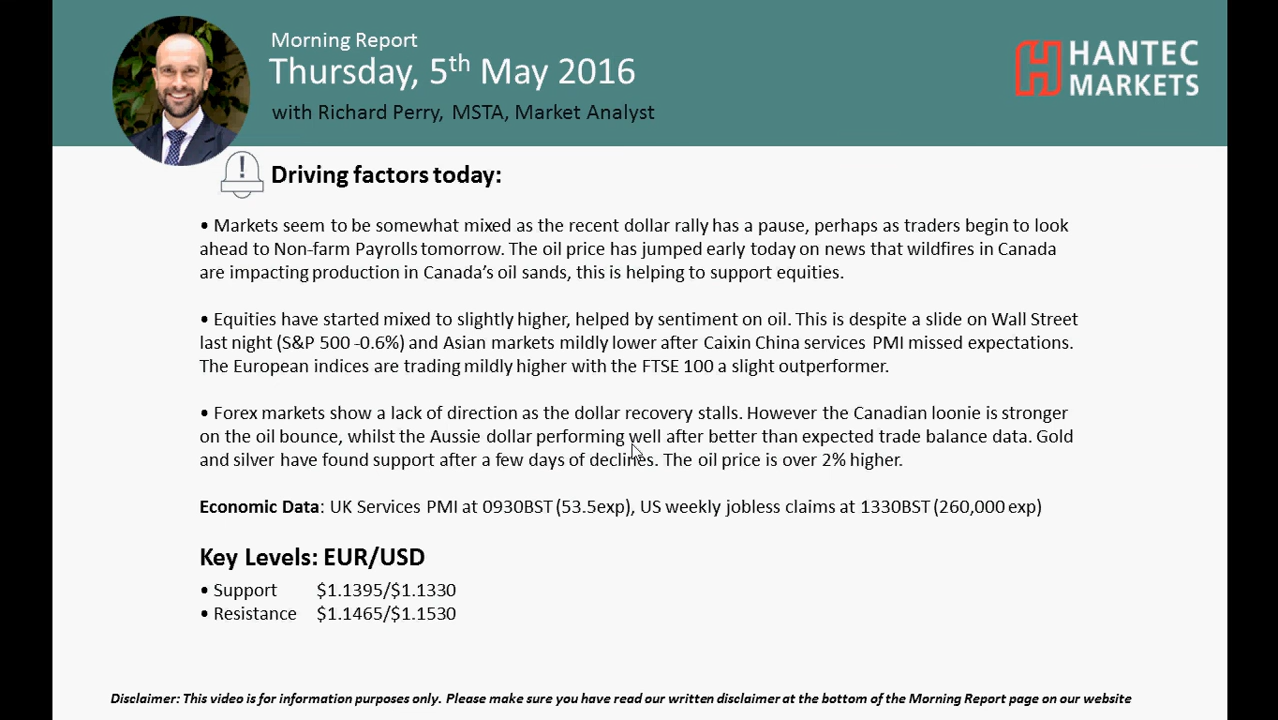 Morning Report
Thursday, 5th May 2016
with Richard Perry, MSTA, Market Analyst
HANTEC
MARKETS
! Driving factors today:
• Markets seem to be somewhat mixed as the recent dollar rally has a pause, perhaps as traders begin to look
ahead to Non-farm Payrolls tomorrow. The oil price has jumped early today on news that wildfires in Canada
are impacting production in Canada’s oil sands, this is helping to support equities.
• Equities have started mixed to slightly higher, helped by sentiment on oil. This is despite a slide on Wall Street
last night (S&P 500 -0.6%) and Asian markets mildly lower after Caixin China services PMI missed expectations.
The European indices are trading mildly higher with the FTSE 100 a slight outperformer.
• Forex markets show a lack of direction as the dollar recovery stalls. However the Canadian loonie is stronger
on the oil bounce, whilst the Aussie dollar performing well after better than expected trade balance data. Gold
and silver have found support after a few days of declines. The oil price is over 2% higher.
Economic Data: UK Services PMI at 0930BST (53.5exp), US weekly jobless claims at 1330BST (260,000 exp)
Key Levels: EUR/USD
• Support $1.1395/$1.1330
• Resistance $1.1465/$1.1530
Disclaimer: This video is for information purposes only. Please make sure you have read our written disclaimer at the bottom of the Morning Report page on our website